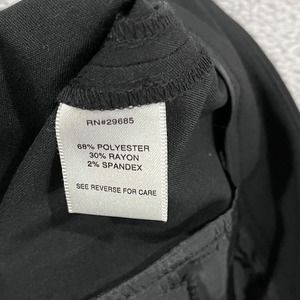 RN#29685
68% POLYESTER
30% RAYON
2% SPANDEX
SEE REVERSE FOR CARE